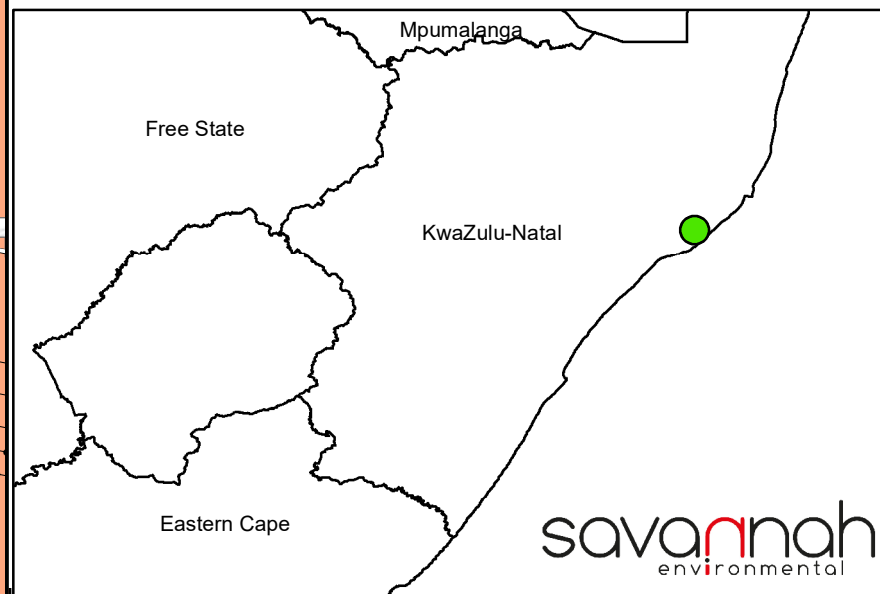 Mpumalanga
Free State
KwaZulu-Natal
Eastern Cape
savannah
environmental